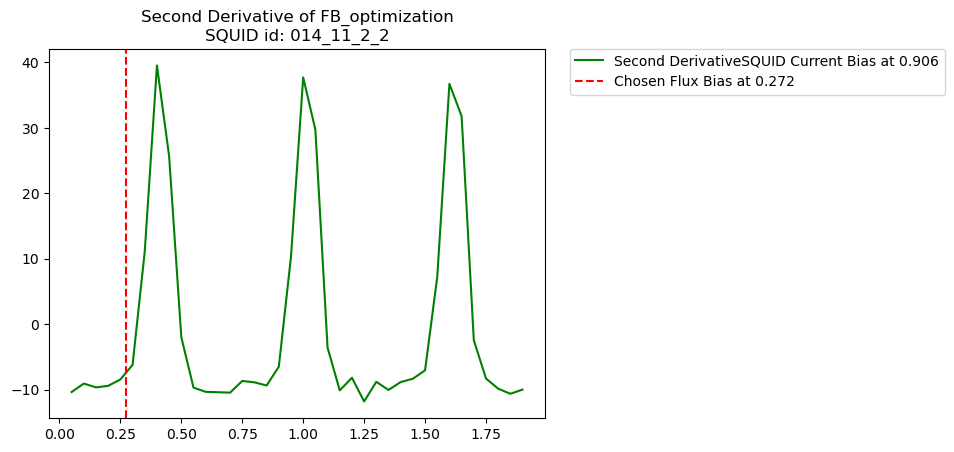 Second Derivative of FB_optimization
SQUID id: 014_11_2_2
Second DerivativeSQUID Current Bias at 0.906
Chosen Flux Bias at 0.272
40
30
20
10
0
−10
0.00 0.25 0.50 0.75 1.00 1.25 1.50 1.75